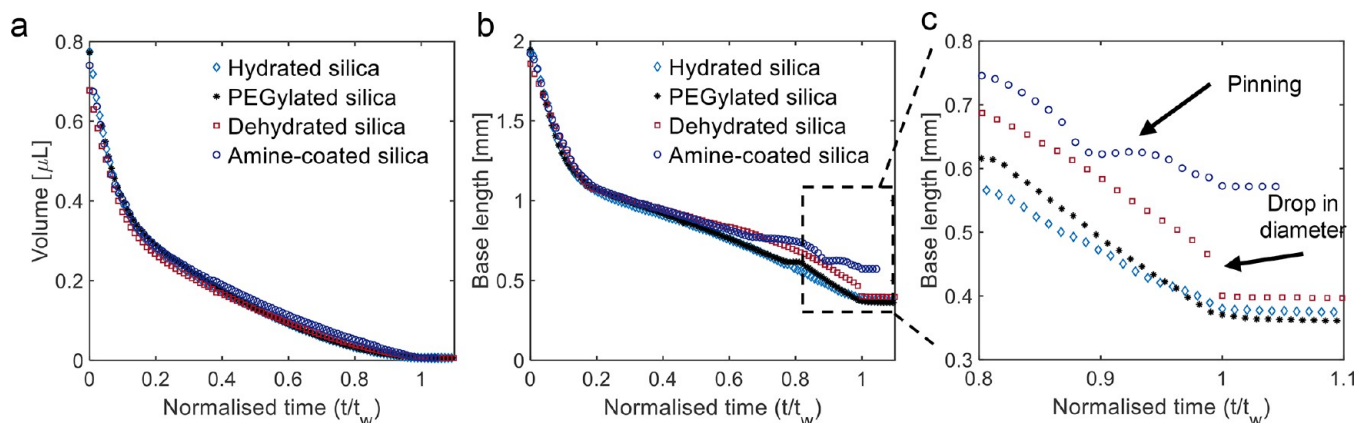 a
0.8
0.6
0.4
0.2
0
Volume [μL]
Hydrated silica
PEGylated silica
Dehydrated silica
Amine-coated silica
0 0.2 0.4 0.6 0.8 1
Normalised time (t/tw)
b
2
1.5
1
0.5
0
Base length [mm]
Hydrated silica
PEGylated silica
Dehydrated silica
Amine-coated silica
0 0.2 0.4 0.6 0.8 1
Normalised time (t/tw)
c
0.8
0.7
0.6
0.5
0.4
0.3
Base length [mm]
Pinning
Drop in
diameter
0.8 0.9 1 1.1
Normalised time (t/tw)